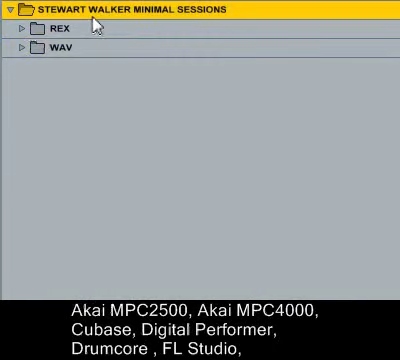 STEWART WALKER MINIMAL SESSIONS
REX
WAV
Akai MPC2500, Akai MPC4000,
Cubase, Digital Performer,
Drumcore , FL Studio,